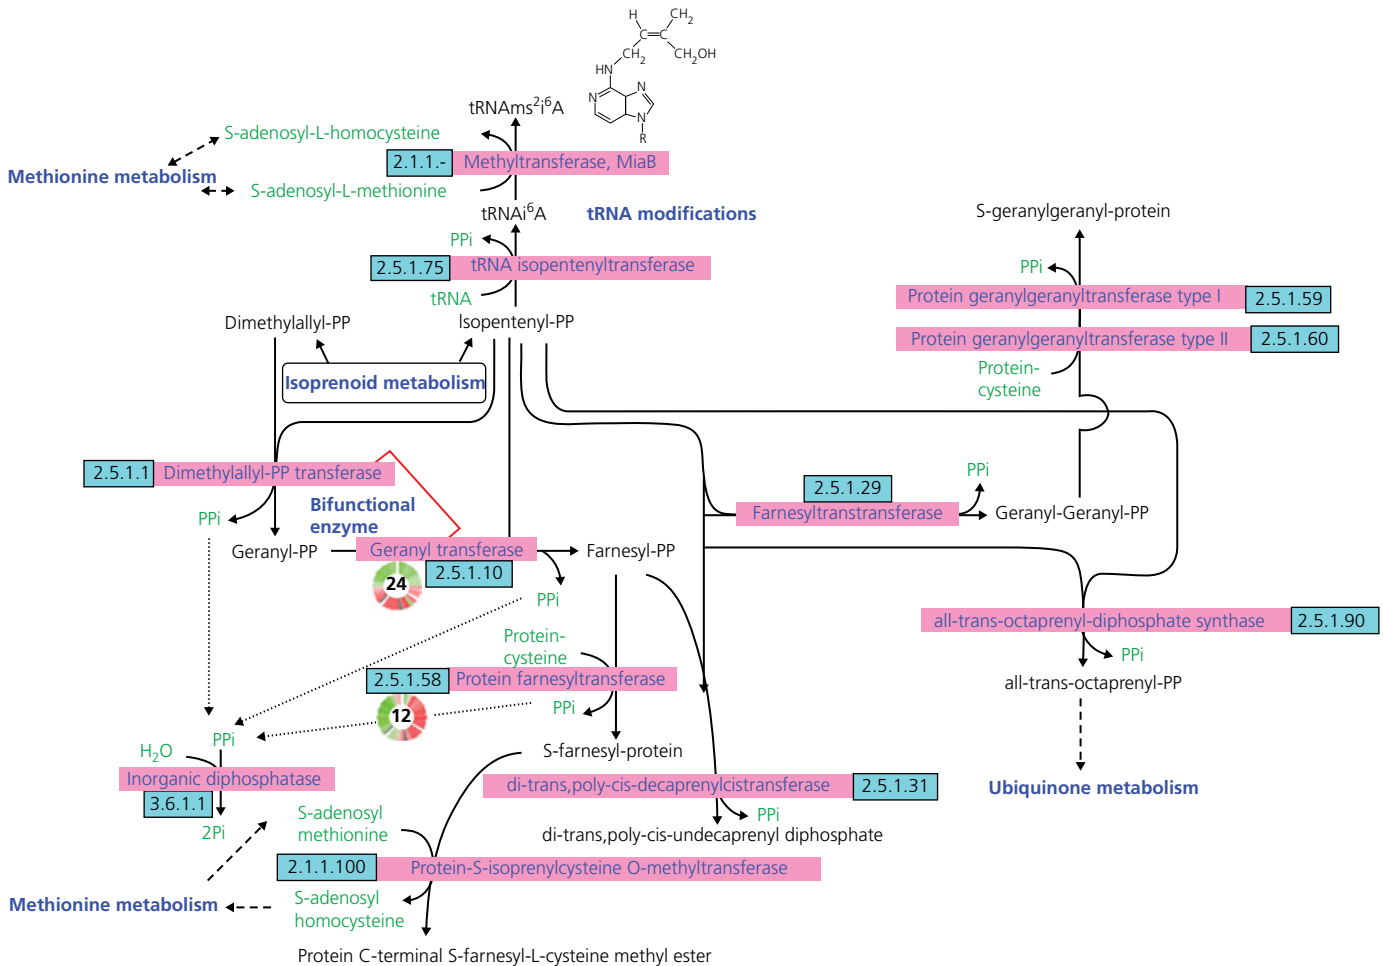 H
CH2
C=C
CH2
CH2OH
HN
N
N
N
R
tRNAms2i6A
S-adenosyl-L-homocysteine
2.1.1.-
Methyltransferase, MiaB
Methionine metabolism
S-adenosyl-L-methionine
tRNAi6A
tRNA modifications
S-geranylgeranyl-protein
PPi
2.5.1.75
tRNA isopentenyltransferase
PPi
tRNA
Protein geranylgeranyltransferase type I
2.5.1.59
Dimethylallyl-PP
Isopentenyl-PP
Protein geranylgeranyltransferase type II
2.5.1.60
Isoprenoid metabolism
Protein-
cysteine
2.5.1.1
Dimethylallyl-PP transferase
PPi
2.5.1.29
Bifunctional
enzyme
PPi
Farnesyltranstransferase
Geranyl-Geranyl-PP
Geranyl-PP
Geranyl transferase
Farnesyl-PP
24
2.5.1.10
PPi
Protein-
cysteine
all-trans-octaprenyl-diphosphate synthase
2.5.1.90
PPi
2.5.1.58
Protein farnesyltransferase
all-trans-octaprenyl-PP
12
PPi
PPi
H2O
S-farnesyl-protein
Inorganic diphosphatase
di-trans,poly-cis-decaprenylcistransferase
2.5.1.31
Ubiquinone metabolism
3.6.1.1
2Pi
S-adenosyl
methionine
PPi
di-trans,poly-cis-undecaprenyl diphosphate
2.1.1.100
Protein-S-isoprenylcysteine O-methyltransferase
Methionine metabolism
S-adenosyl
homocysteine
Protein C-terminal S-farnesyl-L-cysteine methyl ester